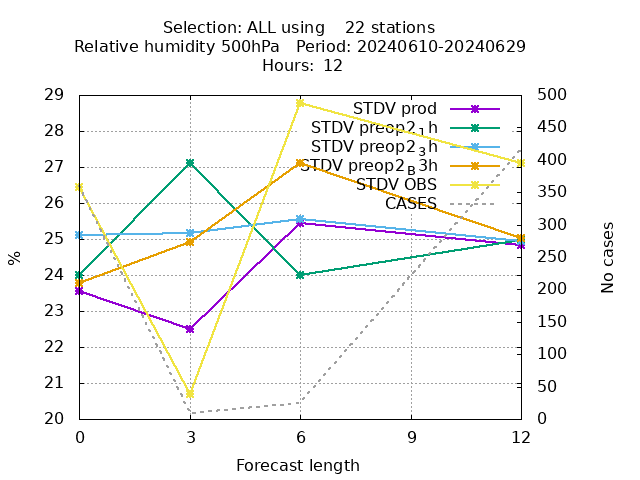 Selection: ALL using    22 stations
Relative humidity 500hPa   Period: 20240610-20240629
Hours:  12
29
28
27
26
25
24
23
22
21
20
500
450
400
350
300
250
200
150
100
50
0
STDV prod
STDV preop2₁h
STDV preop2₃h
STDV preop2_B3h
STDV OBS
CASES
%
No cases
0
3
6
9
12
Forecast length